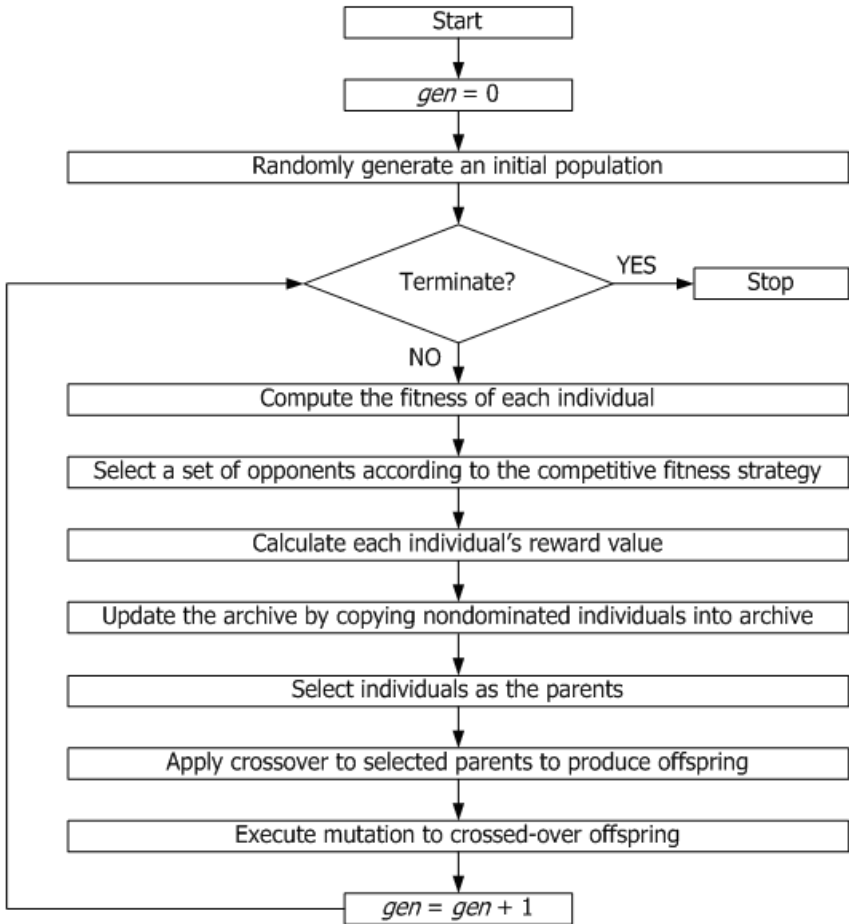 Start
gen = 0
Randomly generate an initial population
Terminate?
YES
Stop
NO
Compute the fitness of each individual
Select a set of opponents according to the competitive fitness strategy
Calculate each individual's reward value
Update the archive by copying nondominated individuals into archive
Select individuals as the parents
Apply crossover to selected parents to produce offspring
Execute mutation to crossed-over offspring
gen = gen + 1